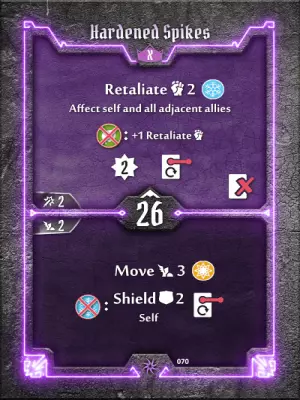 Hardened Spikes
X
Retaliate 2
Affect self and all adjacent allies
: +1 Retaliate
2
2
26
2
Move 3
: Shield 2
Self
070